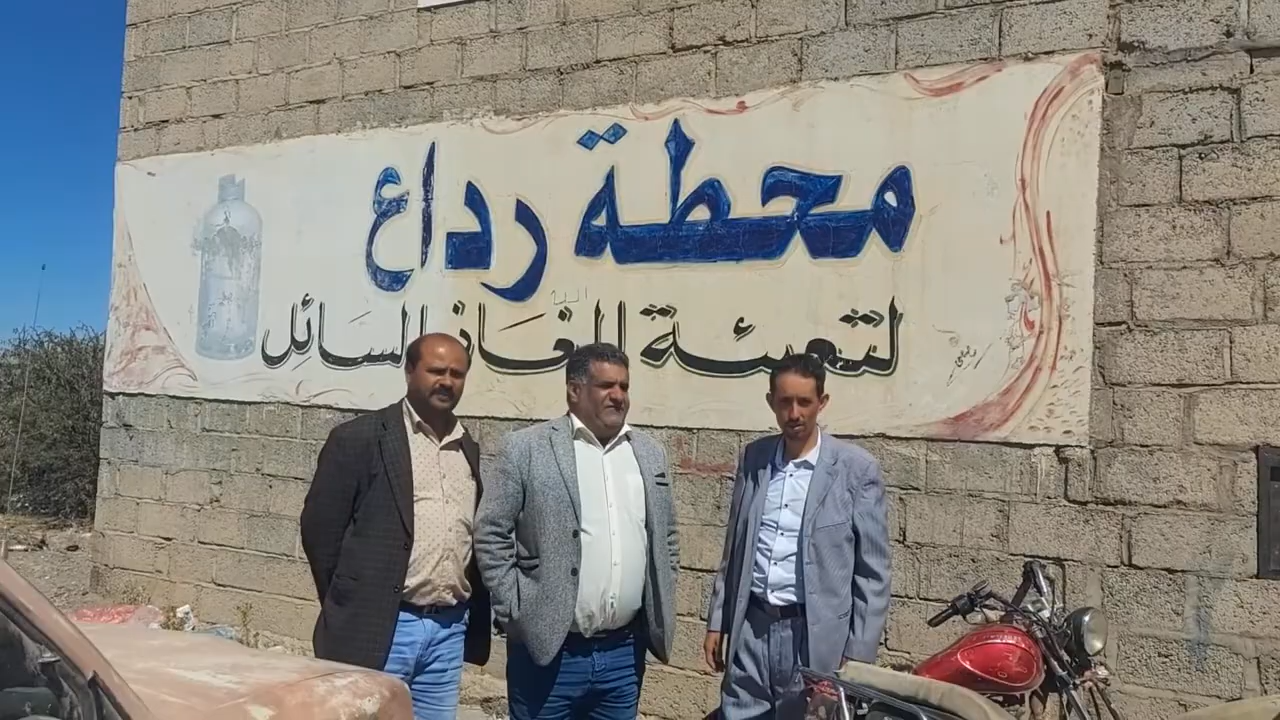 محطة رداع
لتعبئة الغاز السائل